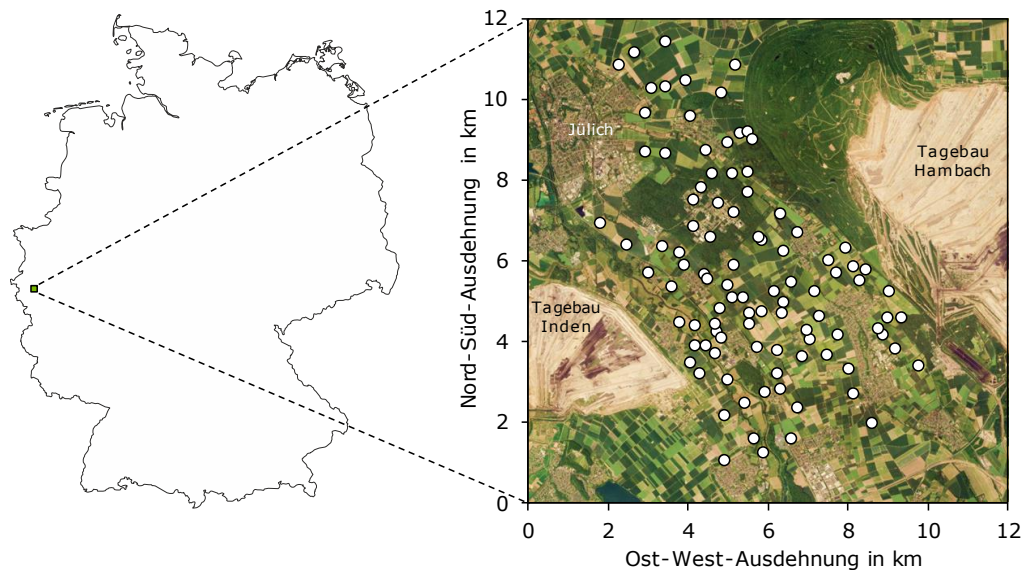 12
10
8
6
4
2
0
Nord-Süd-Ausdehnung in km
Jülich
Tagebau
Hambach
Tagebau
Inden
0 2 4 6 8 10 12
Ost-West-Ausdehnung in km